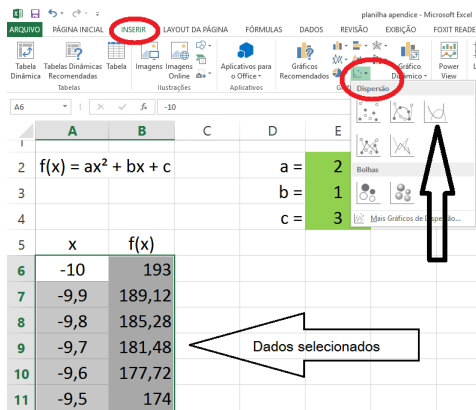 planilha apendice - Microsoft Excel
ARQUIVO PÁGINA INICIAL INSERIR LAYOUT DA PÁGINA FÓRMULAS DADOS REVISÃO EXIBIÇÃO FOXIT READE
Tabela Dinâmica
Tabelas Dinâmicas Recomendadas
Tabela
Imagens
Imagens Online
Aplicativos para o Office
Gráficos Recomendados
Gráfico Dinâmico
Power View
Tabelas
Ilustrações
Aplicativos
Dispersão
A6
fx
-10
A B C D E
2 f(x) = ax² + bx + c a = 2
3 b = 1
4 c = 3
Bolhas
Mais Gráficos de Dispersão...
5 x f(x)
6 -10 193
7 -9,9 189,12
8 -9,8 185,28
9 -9,7 181,48
10 -9,6 177,72
11 -9,5 174
Dados selecionados